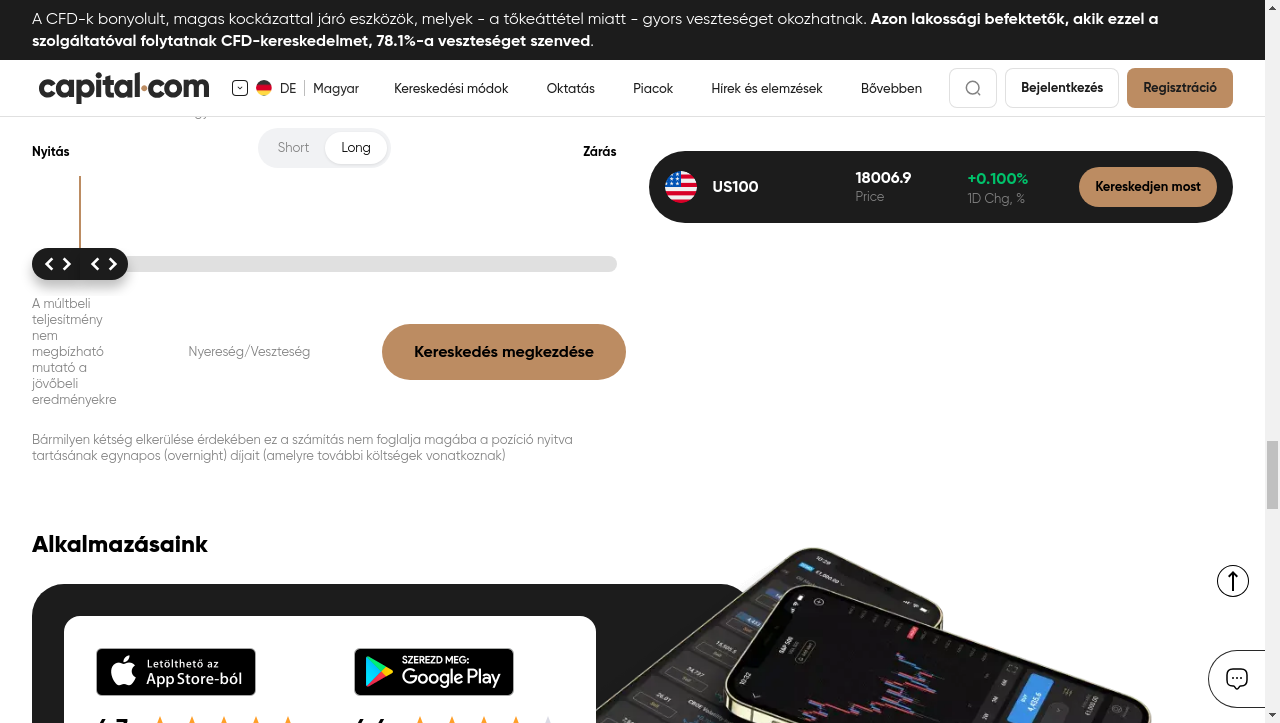 A CFD-k bonyolult, magas kockázattal járó eszközök, melyek - a tőkeáttétel miatt - gyors veszteséget okozhatnak. Azon lakossági befektetők, akik ezzel a
szolgáltatóval folytatnak CFD-kereskedelmet, 78.1%-a veszteséget szenved.
capital.com
DE
Magyar
Kereskedési módok
Oktatás
Piacok
Hírek és elemzések
Bővebben
Bejelentkezés
Regisztráció
Nyitás
Short
Long
Zárás
US100
18006.9
Price
+0.100%
1D Chg, %
Kereskedjen most
A múltbeli
teljesítmény
nem
megbízható
mutató a
jövőbeli
eredményekre
Nyereség/Veszteség
Kereskedés megkezdése
Bármilyen kétség elkerülése érdekében ez a számítás nem foglalja magába a pozíció nyitva
tartásának egynapos (overnight) díjait (amelyre további költségek vonatkoznak)
Alkalmazásaink
Letölthető az
App Store-ból
SZEREZD MEG:
Google Play